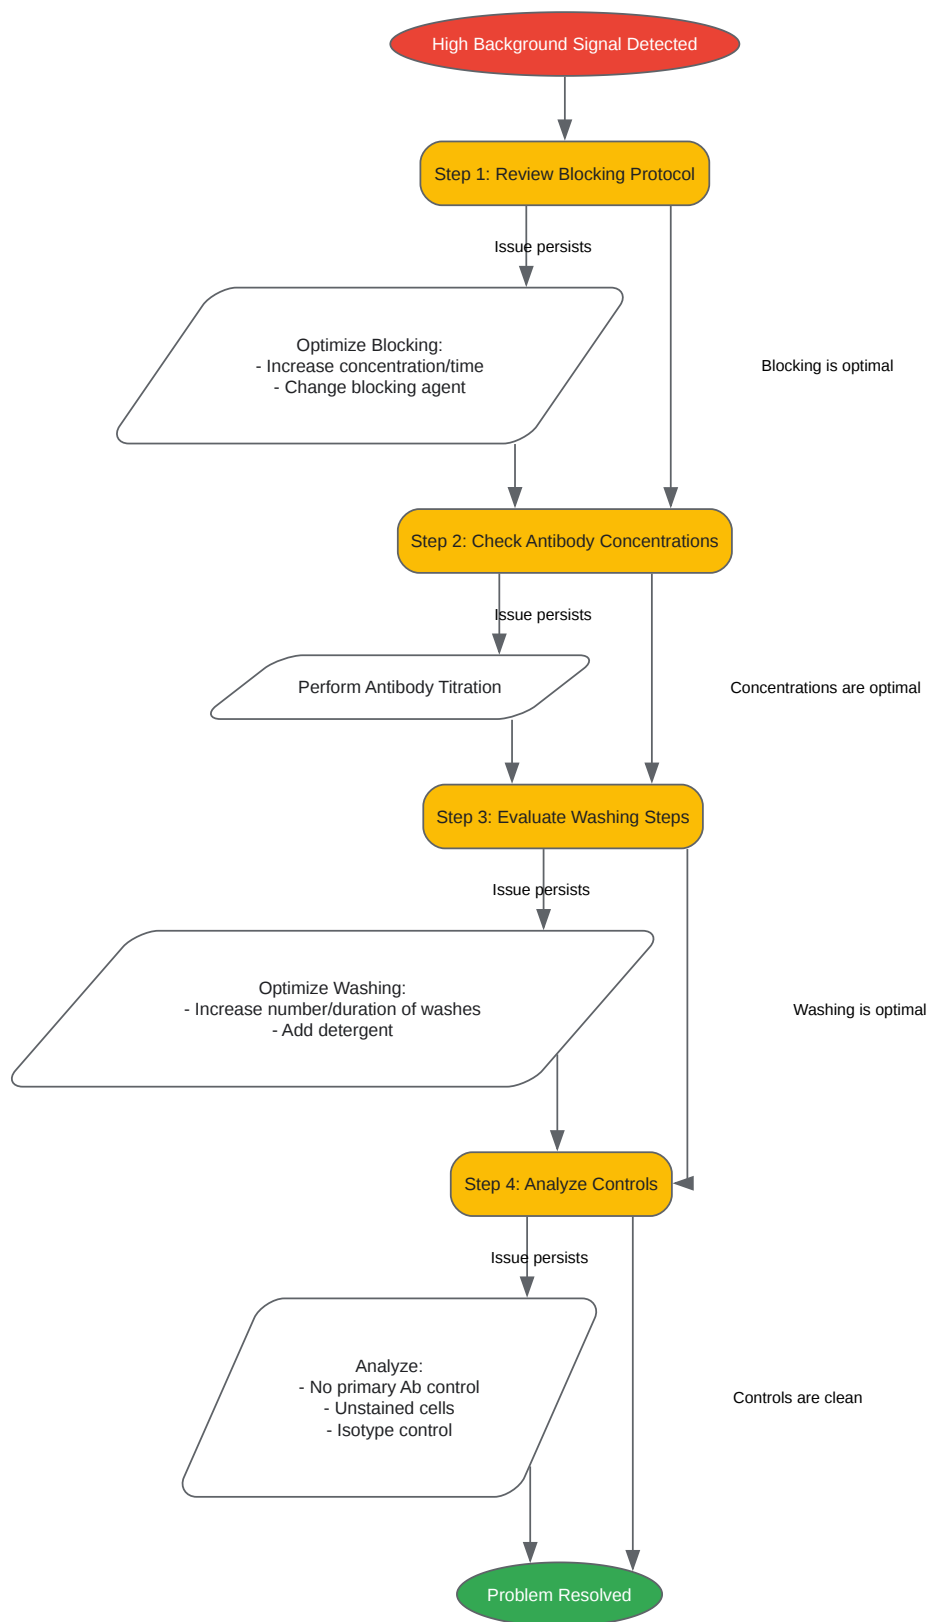 High Background Signal Detected
Step 1: Review Blocking Protocol
Issue persists
Optimize Blocking:
- Increase concentration/time
- Change blocking agent
Blocking is optimal
Step 2: Check Antibody Concentrations
Issue persists
Perform Antibody Titration
Concentrations are optimal
Step 3: Evaluate Washing Steps
Issue persists
Optimize Washing:
- Increase number/duration of washes
- Add detergent
Washing is optimal
Step 4: Analyze Controls
Issue persists
Analyze:
- No primary Ab control
- Unstained cells
- Isotype control
Controls are clean
Problem Resolved